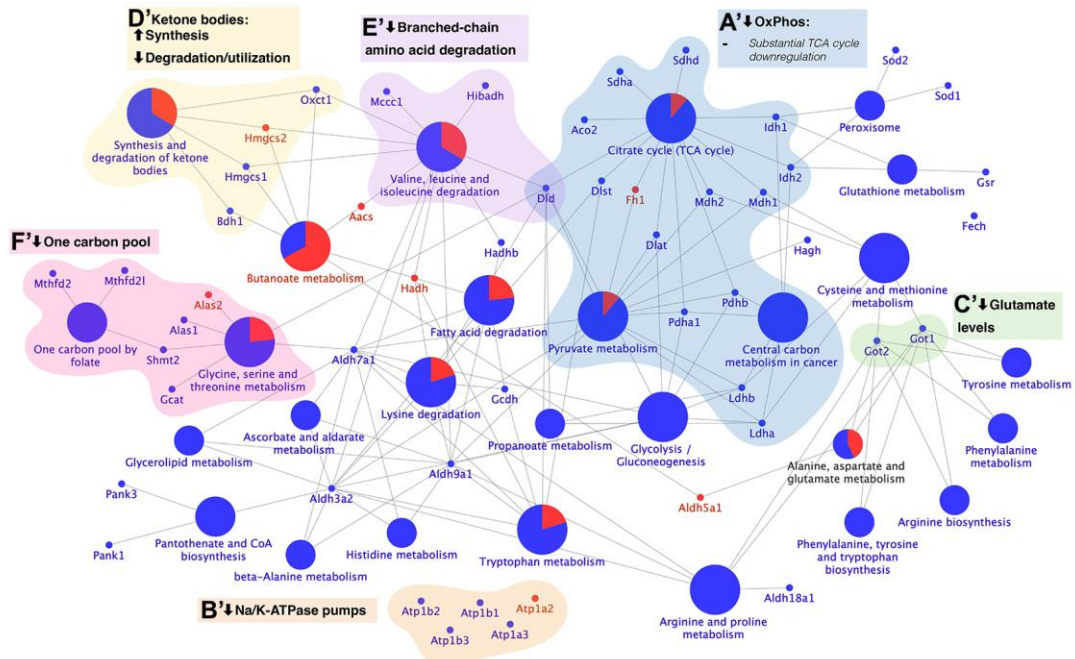 D' Ketone bodies:
⬆ Synthesis
⬇ Degradation/utilization
E' ⬇ Branched-chain
amino acid degradation
A' ⬇ OxPhos:
- Substantial TCA cycle
downregulation
Oxct1
Hmgcs2
Synthesis and
degradation of ketone
bodies
Hmgcs1
Bdh1
Mccc1
Hibadh
Valine, leucine and
isoleucine degradation
Dld
Aacs
Hadhb
Sdhd
Sdha
Aco2
Citrate cycle (TCA cycle)
Idh1
Idh2
Dlst
Fh1
Mdh2
Mdh1
Dlat
Hagh
Pdhb
Pdha1
Sod2
Sod1
Peroxisome
Glutathione metabolism
Gsr
Fech
Cysteine and methionine
metabolism
F' ⬇ One carbon pool
Mthfd2
Mthfd2l
Alas2
Alas1
One carbon pool by
folate
Shmt2
Glycine, serine and
threonine metabolism
Gcat
Butanoate metabolism
Hadh
Fatty acid degradation
Aldh7a1
Lysine degradation
Gcdh
Pyruvate metabolism
Central carbon
metabolism in cancer
Ldhb
Ldha
C' ⬇ Glutamate
levels
Got2
Got1
Tyrosine metabolism
Phenylalanine
metabolism
Glycerolipid metabolism
Ascorbate and aldarate
metabolism
Propanoate metabolism
Glycolysis /
Gluconeogenesis
Alanine, aspartate and
glutamate metabolism
Aldh9a1
Aldh3a2
Aldh5a1
Pank3
Pank1
Pantothenate and CoA
biosynthesis
beta-Alanine metabolism
Histidine metabolism
Tryptophan metabolism
Phenylalanine, tyrosine
and tryptophan
biosynthesis
Arginine biosynthesis
Arginine and proline
metabolism
Aldh18a1
B' ⬇ Na/K-ATPase pumps
Atp1b2
Atp1b1
Atp1a2
Atp1b3
Atp1a3